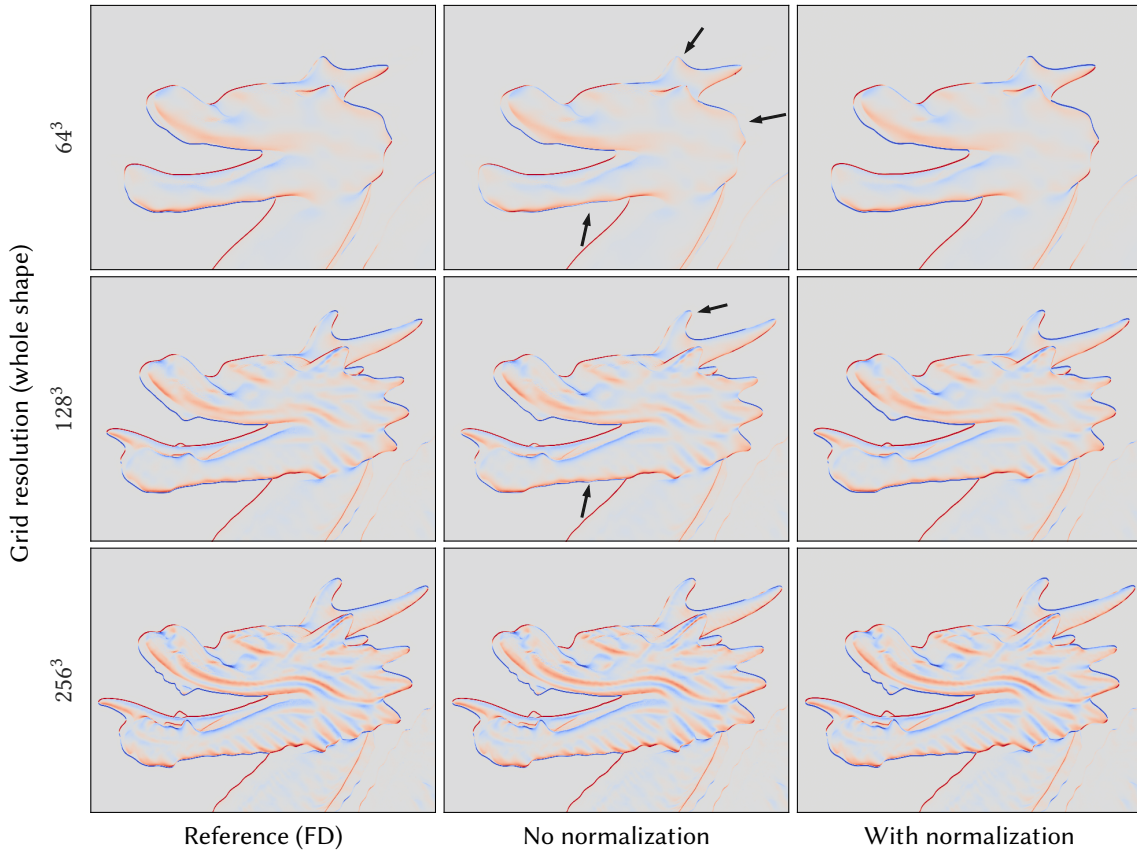 Grid resolution (whole shape)
64³
128³
256³
Reference (FD)
No normalization
With normalization